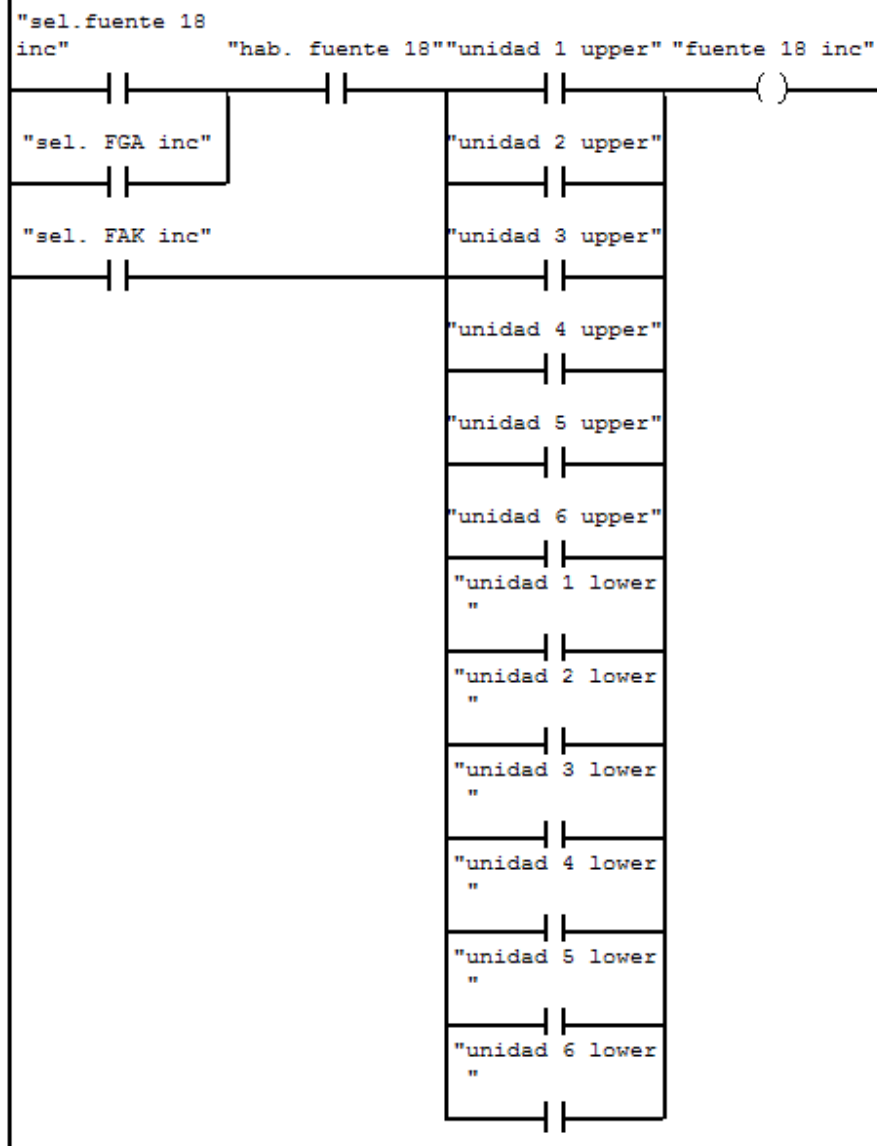 "sel.fuente 18
inc"
"hab. fuente 18"
"unidad 1 upper"
"fuente 18 inc"
"sel. FGA inc"
"unidad 2 upper"
"sel. FAK inc"
"unidad 3 upper"
"unidad 4 upper"
"unidad 5 upper"
"unidad 6 upper"
"unidad 1 lower
"
"unidad 2 lower
"
"unidad 3 lower
"
"unidad 4 lower
"
"unidad 5 lower
"
"unidad 6 lower
"